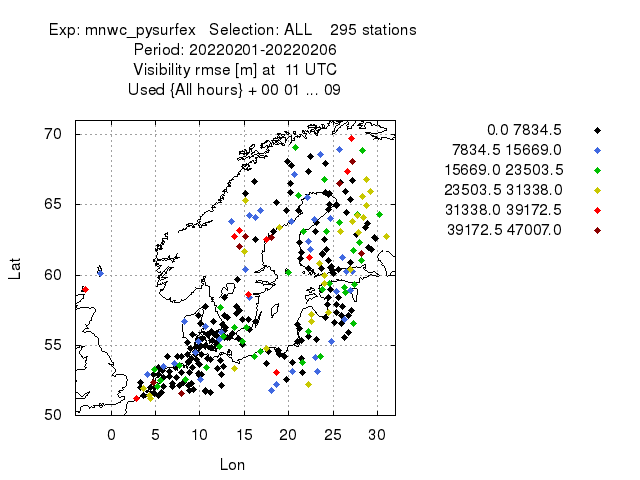 Exp: mnwc_pysurfex   Selection: ALL    295 stations
Period: 20220201-20220206
Visibility rmse [m] at  11 UTC
Used {All hours} + 00 01 ... 09
0.0 7834.5
7834.5 15669.0
15669.0 23503.5
23503.5 31338.0
31338.0 39172.5
39172.5 47007.0
70
65
60
55
50
Lat
0 5 10 15 20 25 30
Lon